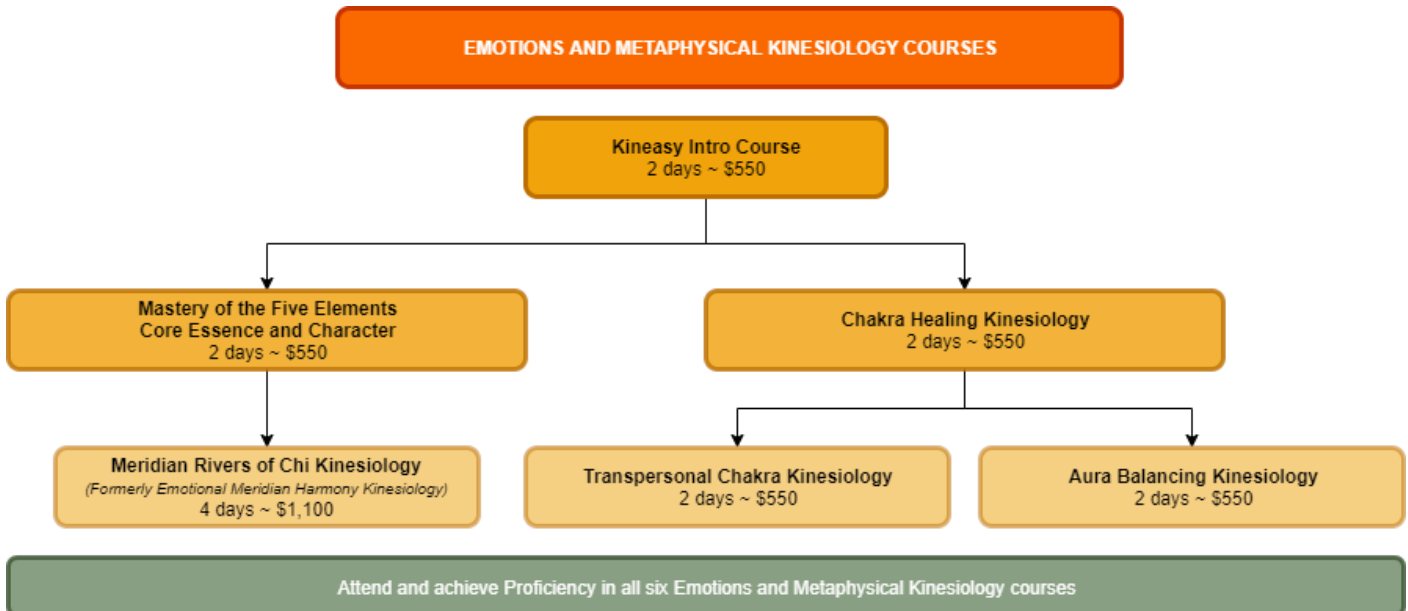 EMOTIONS AND METAPHYSICAL KINESIOLOGY COURSES
Kineasy Intro Course
2 days ~ $550
Mastery of the Five Elements
Core Essence and Character
2 days ~ $550
Chakra Healing Kinesiology
2 days ~ $550
Meridian Rivers of Chi Kinesiology
(Formerly Emotional Meridian Harmony Kinesiology)
4 days ~ $1,100
Transpersonal Chakra Kinesiology
2 days ~ $550
Aura Balancing Kinesiology
2 days ~ $550
Attend and achieve Proficiency in all six Emotions and Metaphysical Kinesiology courses